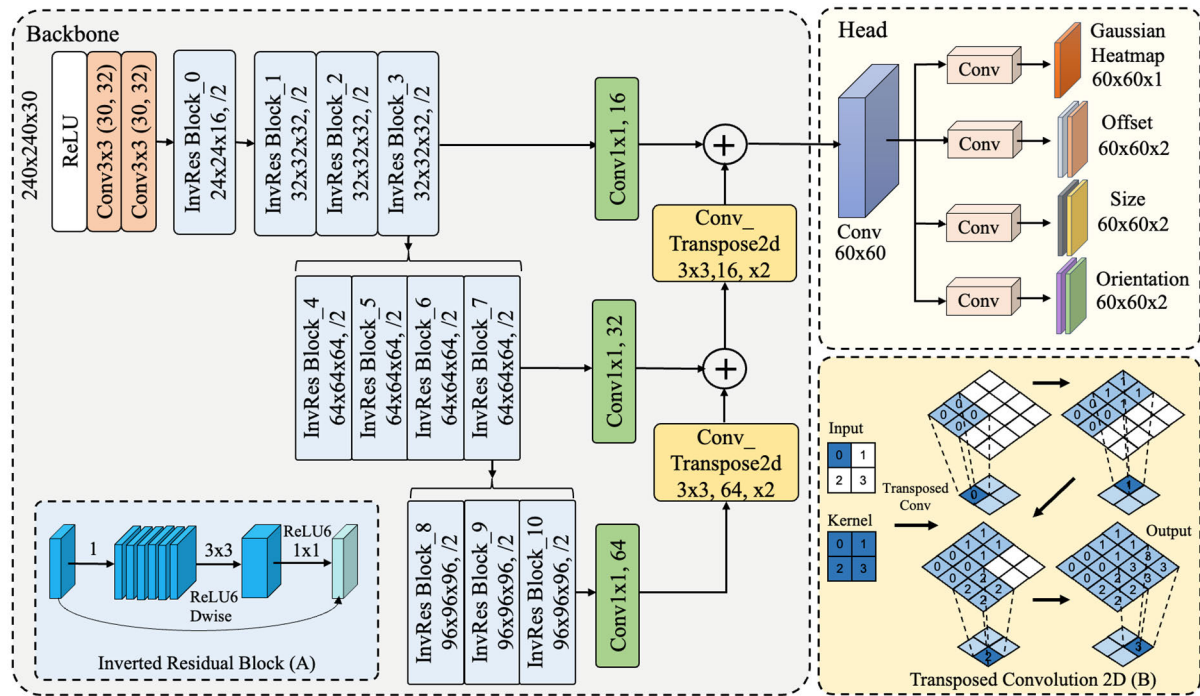 Backbone
240x240x30
ReLU
Conv3x3 (30, 32)
Conv3x3 (30, 32)
InvRes Block_0
24x24x16, /2
InvRes Block_1
32x32x32, /2
InvRes Block_2
32x32x32, /2
InvRes Block_3
32x32x32, /2
Conv1x1, 16
+
Conv_
Transpose2d
3x3,16, x2
InvRes Block_4
64x64x64, /2
InvRes Block_5
64x64x64, /2
InvRes Block_6
64x64x64, /2
InvRes Block_7
64x64x64, /2
Conv1x1, 32
+
Conv_
Transpose2d
3x3, 64, x2
InvRes Block_8
96x96x96, /2
InvRes Block_9
96x96x96, /2
InvRes Block_10
96x96x96, /2
Conv1x1, 64
1
3x3
ReLU6
1x1
ReLU6
Dwise
Inverted Residual Block (A)
Head
Conv
60x60
Conv
Gaussian
Heatmap
60x60x1
Conv
Offset
60x60x2
Conv
Size
60x60x2
Conv
Orientation
60x60x2
Input
0 1
2 3
Transposed
Conv
Kernel
0 1
2 3
Output
Transposed Convolution 2D (B)